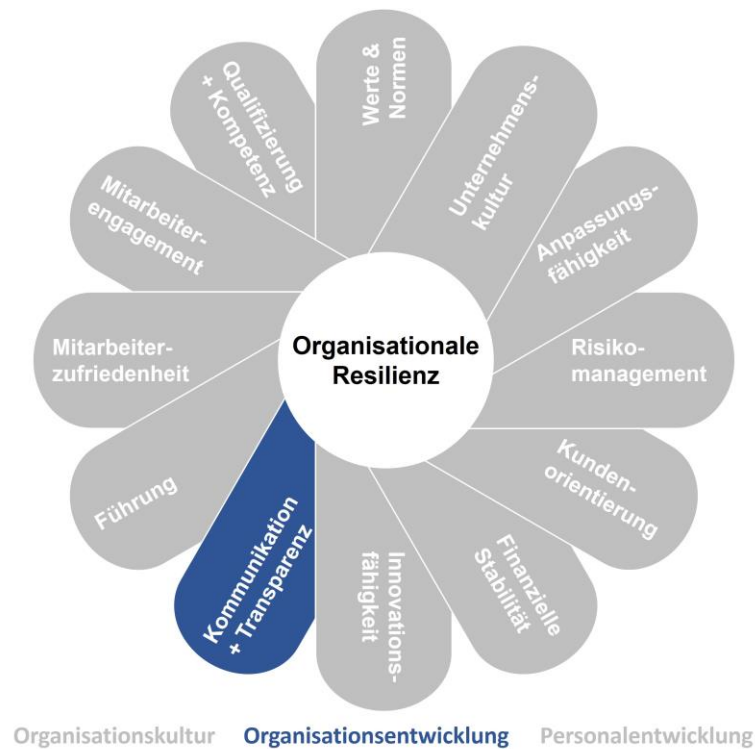 Werte &
Normen
Unternehmens-
kultur
Anpassungs-
fähigkeit
Risiko-
management
Kunden-
orientierung
Finanzielle
Stabilität
Innovations-
fähigkeit
Kommunikation
+ Transparenz
Führung
Mitarbeiter-
zufriedenheit
Mitarbeiter-
engagement
Qualifizierung
+ Kompetenz
Organisationale
Resilienz
Organisationskultur Organisationsentwicklung Personalentwicklung